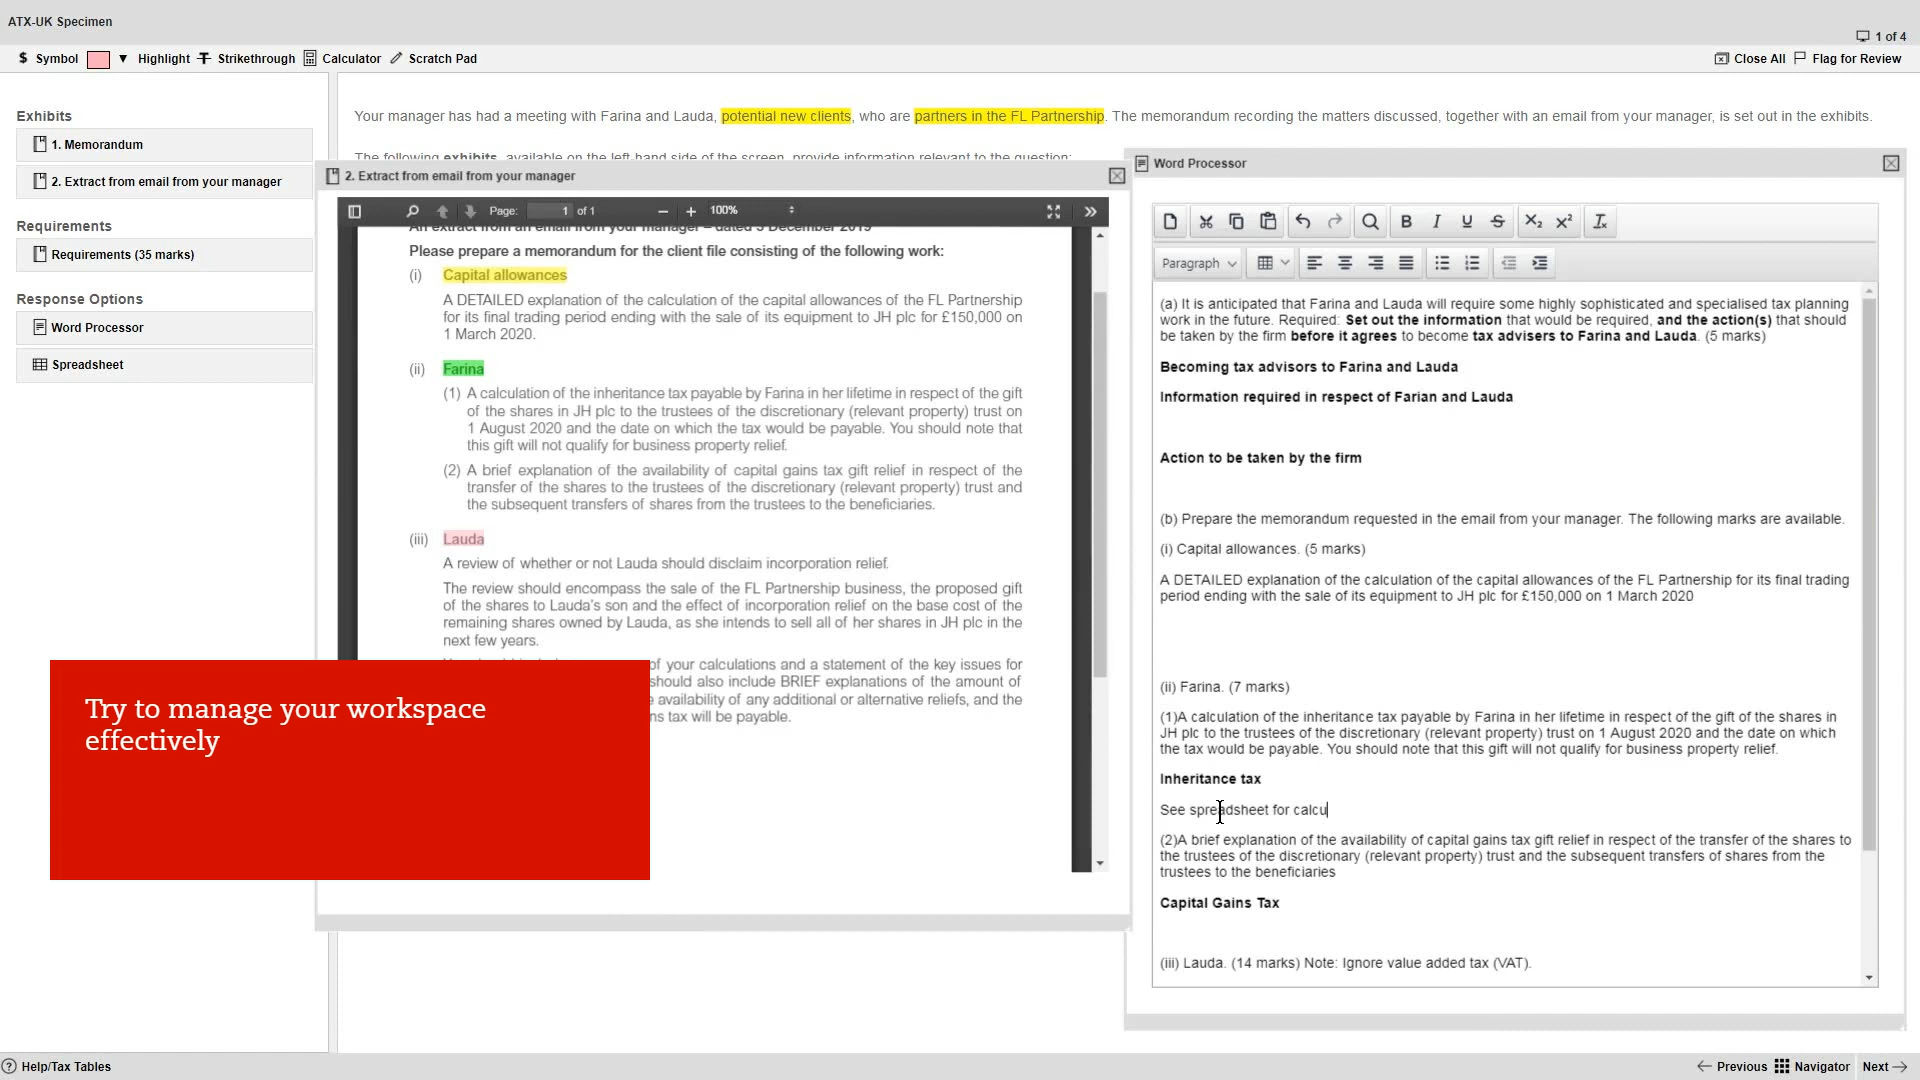 ATX-UK Specimen
1 of 4
$ Symbol Highlight Strikethrough Calculator Scratch Pad
Close All Flag for Review
Exhibits
1. Memorandum
2. Extract from email from your manager
Requirements
Requirements (35 marks)
Response Options
Word Processor
Spreadsheet
Your manager has had a meeting with Farina and Lauda, potential new clients, who are partners in the FL Partnership. The memorandum recording the matters discussed, together with an email from your manager, is set out in the exhibits.
The following exhibits, available on the left hand side of the screen, provide information relevant to the question:
2. Extract from email from your manager
Page: 1 of 1
100%
An extract from an email from your manager – dated 5 December 2019
Please prepare a memorandum for the client file consisting of the following work:
(i) Capital allowances
A DETAILED explanation of the calculation of the capital allowances of the FL Partnership
for its final trading period ending with the sale of its equipment to JH plc for £150,000 on
1 March 2020.
(ii) Farina
(1) A calculation of the inheritance tax payable by Farina in her lifetime in respect of the gift
of the shares in JH plc to the trustees of the discretionary (relevant property) trust on
1 August 2020 and the date on which the tax would be payable. You should note that
this gift will not qualify for business property relief.
(2) A brief explanation of the availability of capital gains tax gift relief in respect of the
transfer of the shares to the trustees of the discretionary (relevant property) trust and
the subsequent transfers of shares from the trustees to the beneficiaries.
(iii) Lauda
A review of whether or not Lauda should disclaim incorporation relief.
The review should encompass the sale of the FL Partnership business, the proposed gift
of the shares to Lauda's son and the effect of incorporation relief on the base cost of the
remaining shares owned by Lauda, as she intends to sell all of her shares in JH plc in the
next few years.
of your calculations and a statement of the key issues for
should also include BRIEF explanations of the amount of
availability of any additional or alternative reliefs, and the
ns tax will be payable.
Try to manage your workspace
effectively
Word Processor
Paragraph
(a) It is anticipated that Farina and Lauda will require some highly sophisticated and specialised tax planning
work in the future. Required: Set out the information that would be required, and the action(s) that should
be taken by the firm before it agrees to become tax advisers to Farina and Lauda. (5 marks)
Becoming tax advisors to Farina and Lauda
Information required in respect of Farian and Lauda
Action to be taken by the firm
(b) Prepare the memorandum requested in the email from your manager. The following marks are available.
(i) Capital allowances. (5 marks)
A DETAILED explanation of the calculation of the capital allowances of the FL Partnership for its final trading
period ending with the sale of its equipment to JH plc for £150,000 on 1 March 2020
(ii) Farina. (7 marks)
(1)A calculation of the inheritance tax payable by Farina in her lifetime in respect of the gift of the shares in
JH plc to the trustees of the discretionary (relevant property) trust on 1 August 2020 and the date on which
the tax would be payable. You should note that this gift will not qualify for business property relief.
Inheritance tax
See spreadsheet for calcu
(2)A brief explanation of the availability of capital gains tax gift relief in respect of the transfer of the shares to
the trustees of the discretionary (relevant property) trust and the subsequent transfers of shares from the
trustees to the beneficiaries
Capital Gains Tax
(iii) Lauda. (14 marks) Note: Ignore value added tax (VAT).
Help/Tax Tables
Previous Navigator Next